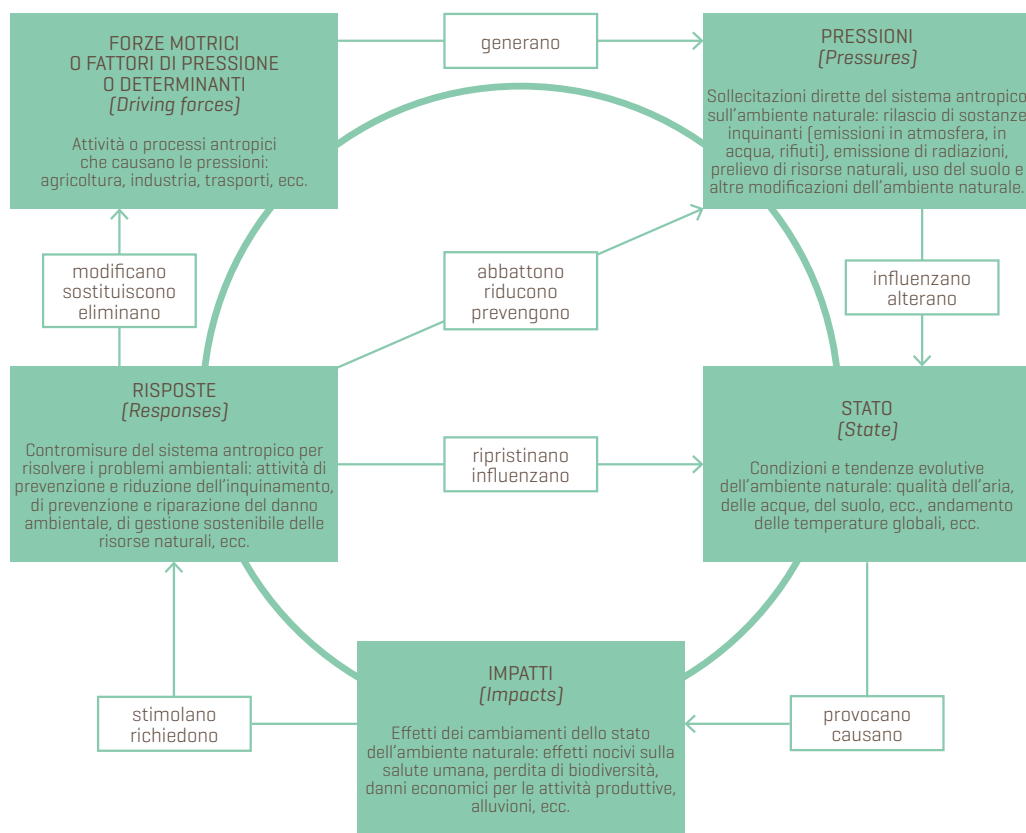 FORZE MOTRICI
O FATTORI DI PRESSIONE
O DETERMINANTI
(Driving forces)
Attività o processi antropici
che causano le pressioni:
agricoltura, industria, trasporti, ecc.
generano
PRESSIONI
(Pressures)
Sollecitazioni dirette del sistema antropico
sull'ambiente naturale: rilascio di sostanze
inquinanti (emissioni in atmosfera, in
acqua, rifiuti), emissione di radiazioni,
prelievo di risorse naturali, uso del suolo e
altre modificazioni dell'ambiente naturale.
modificano
sostituiscono
eliminano
abbattono
riducono
prevengono
influenzano
alterano
RISPOSTE
(Responses)
Contromisure del sistema antropico per
risolvere i problemi ambientali: attività di
prevenzione e riduzione dell'inquinamento,
di prevenzione e riparazione del danno
ambientale, di gestione sostenibile delle
risorse naturali, ecc.
ripristinano
influenzano
STATO
(State)
Condizioni e tendenze evolutive
dell'ambiente naturale: qualità dell'aria,
delle acque, del suolo, ecc., andamento
delle temperature globali, ecc.
stimolano
richiedono
IMPATTI
(Impacts)
Effetti dei cambiamenti dello stato
dell'ambiente naturale: effetti nocivi sulla
salute umana, perdita di biodiversità,
danni economici per le attività produttive,
alluvioni, ecc.
provocano
causano